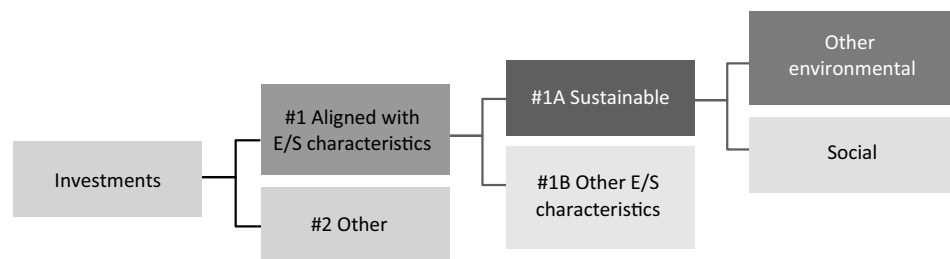 Investments
#1 Aligned with
E/S characteristics
#2 Other
#1A Sustainable
#1B Other E/S
characteristics
Other
environmental
Social